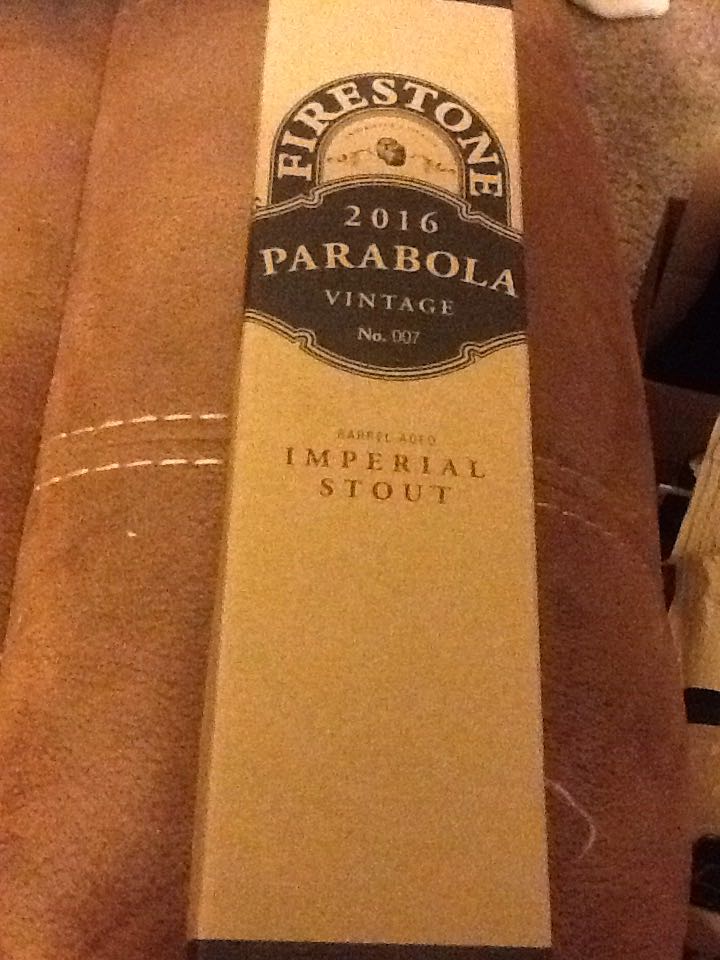 FIRESTONE
2016
PARABOLA
VINTAGE
No. 007
BARREL AGED
IMPERIAL
STOUT